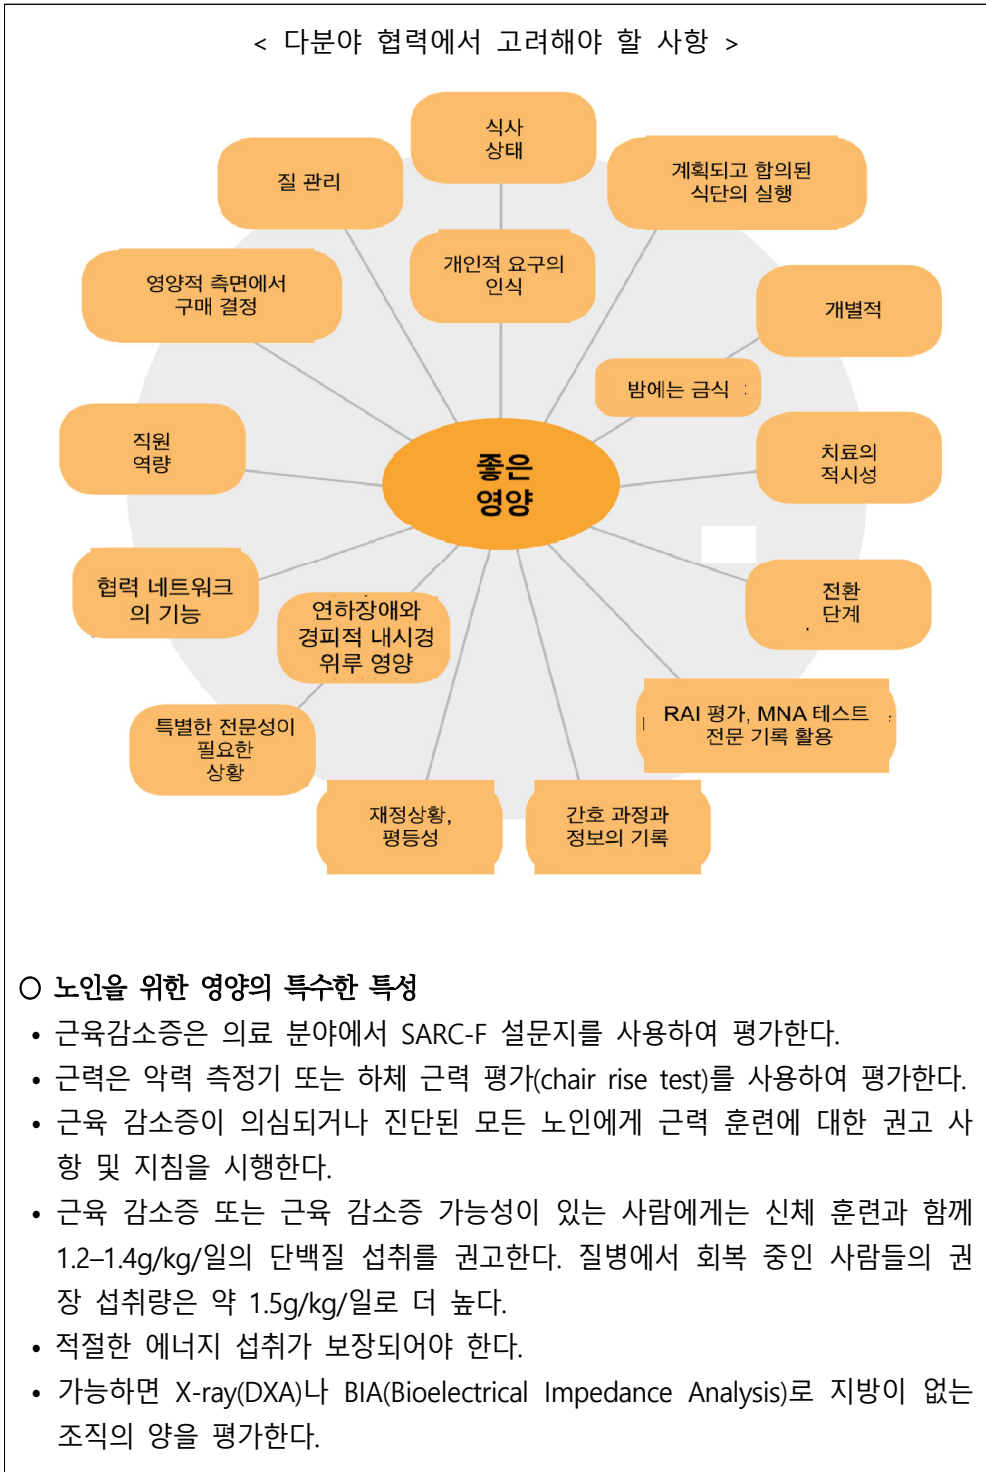 < 다분야 협력에서 고려해야 할 사항 >
식사
상태
질 관리
계획되고 합의된
식단의 실행
개인적 요구의
인식
영양적 측면에서
구매 결정
개별적
밤에는 금식 :
직원
역량
좋은
영양
치료의
적시성
협력 네트워크
의 기능
연하장애와
경피적 내시경
위루 영양
전환
단계
특별한 전문성이
필요한
상황
RAI 평가, MNA 테스트
전문 기록 활용
재정상황,
평등성
간호 과정과
정보의 기록
○ 노인을 위한 영양의 특수한 특성
• 근육감소증은 의료 분야에서 SARC-F 설문지를 사용하여 평가한다.
• 근력은 악력 측정기 또는 하체 근력 평가(chair rise test)를 사용하여 평가한다.
• 근육 감소증이 의심되거나 진단된 모든 노인에게 근력 훈련에 대한 권고 사
항 및 지침을 시행한다.
• 근육 감소증 또는 근육 감소증 가능성이 있는 사람에게는 신체 훈련과 함께
1.2–1.4g/kg/일의 단백질 섭취를 권고한다. 질병에서 회복 중인 사람들의 권
장 섭취량은 약 1.5g/kg/일로 더 높다.
• 적절한 에너지 섭취가 보장되어야 한다.
• 가능하면 X-ray(DXA)나 BIA(Bioelectrical Impedance Analysis)로 지방이 없는
조직의 양을 평가한다.